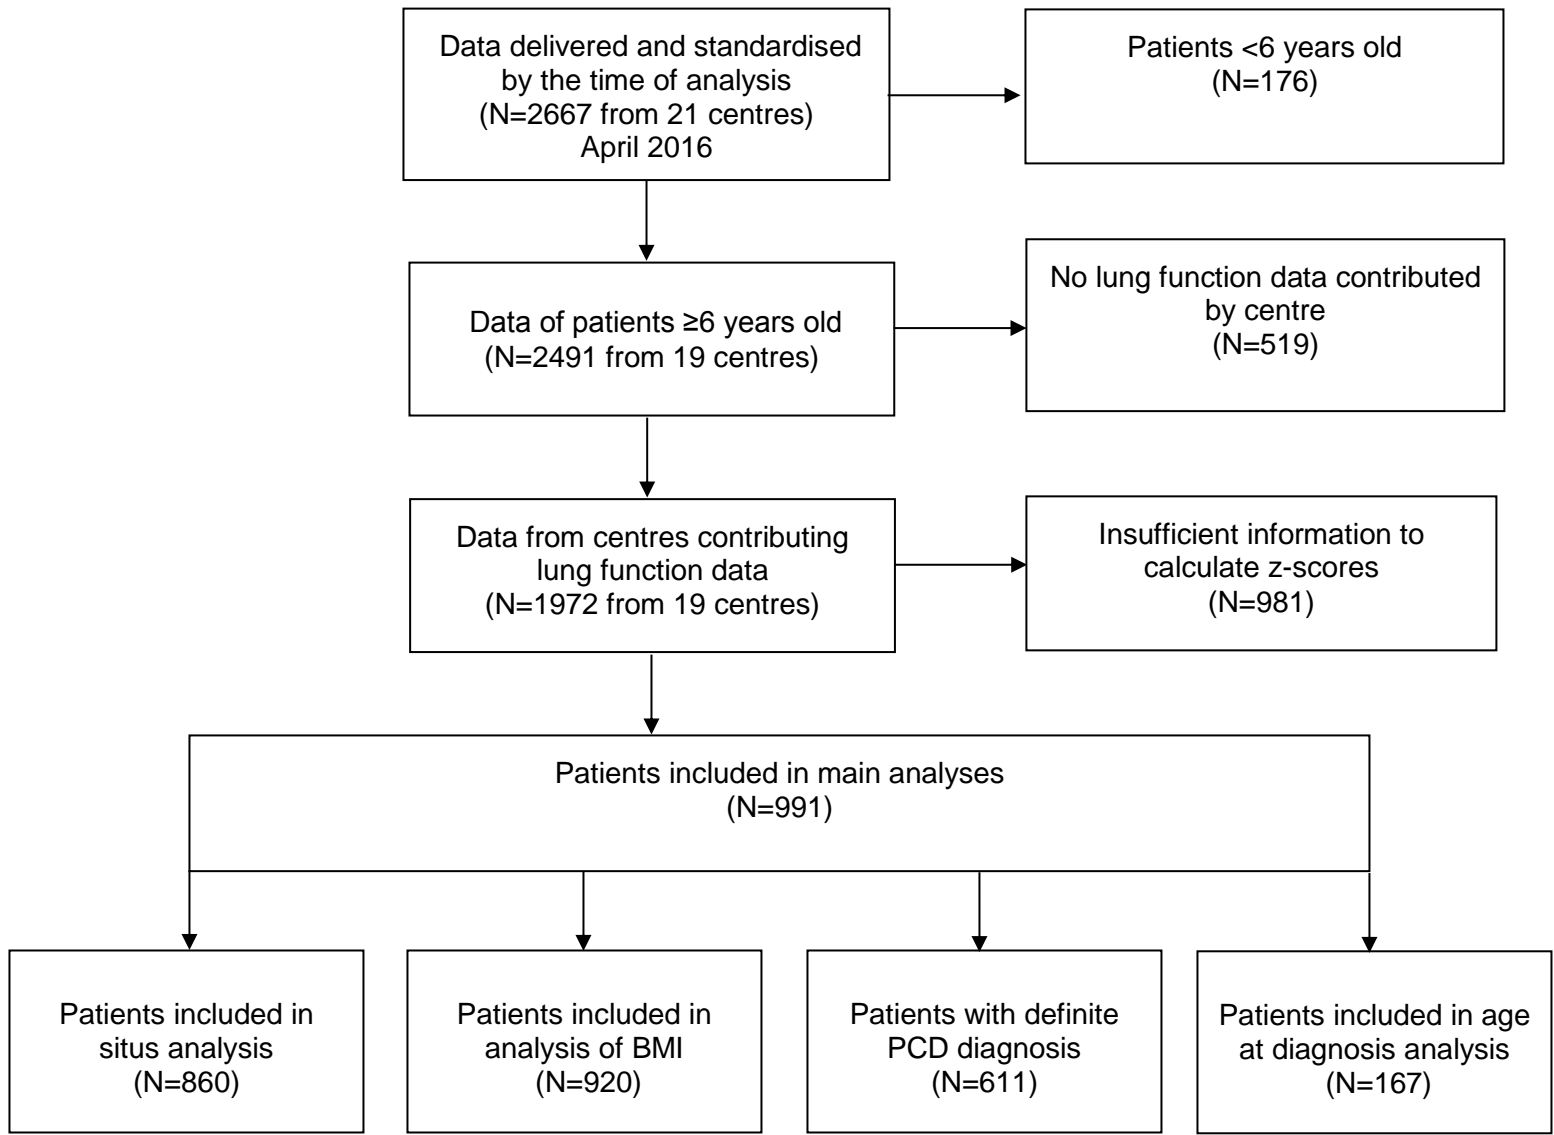 Data delivered and standardised
by the time of analysis
(N=2667 from 21 centres)
April 2016
Patients <6 years old
(N=176)
Data of patients ≥6 years old
(N=2491 from 19 centres)
No lung function data contributed
by centre
(N=519)
Data from centres contributing
lung function data
(N=1972 from 19 centres)
Insufficient information to
calculate z-scores
(N=981)
Patients included in main analyses
(N=991)
Patients included in
situs analysis
(N=860)
Patients included in
analysis of BMI
(N=920)
Patients with definite
PCD diagnosis
(N=611)
Patients included in age
at diagnosis analysis
(N=167)